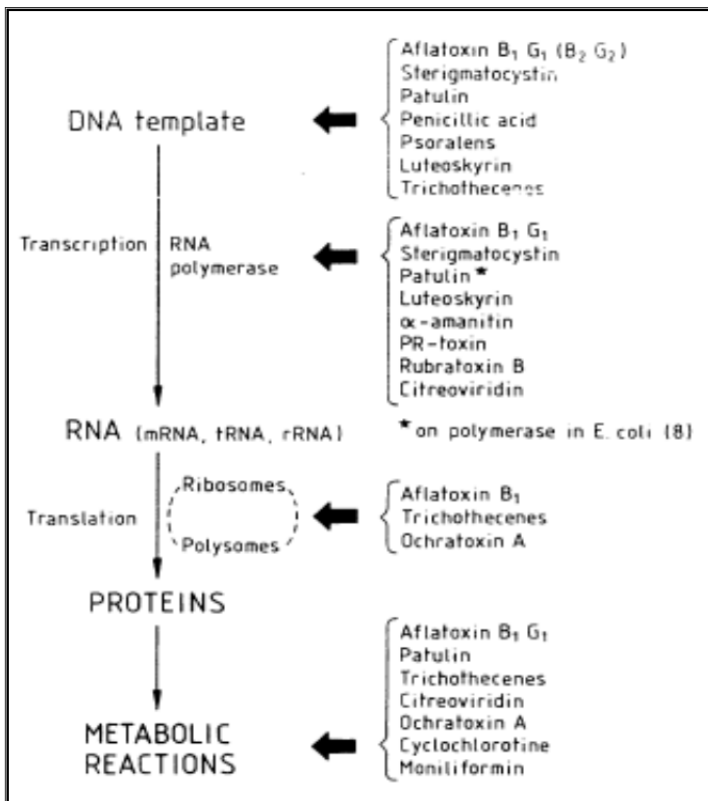 Aflatoxin B₁ G₁ (B₂ G₂)
Sterigmatocystin
Patulin
DNA template
Penicillic acid
Psoralens
Luteoskyrin
Trichothecenes
Transcription
RNA polymerase
Aflatoxin B₁ G₁
Sterigmatocystin
Patulin*
Luteoskyrin
α-amanitin
PR-toxin
Rubratoxin B
Citreoviridin
RNA (mRNA, tRNA, rRNA)
* on polymerase in E. coli (8)
Translation
Ribosomes
Polysomes
Aflatoxin B₁
Trichothecenes
Ochratoxin A
PROTEINS
Aflatoxin B₁ G₁
Patulin
Trichothecenes
Citreoviridin
Ochratoxin A
Cyclochlorotine
Moniliformin
METABOLIC
REACTIONS